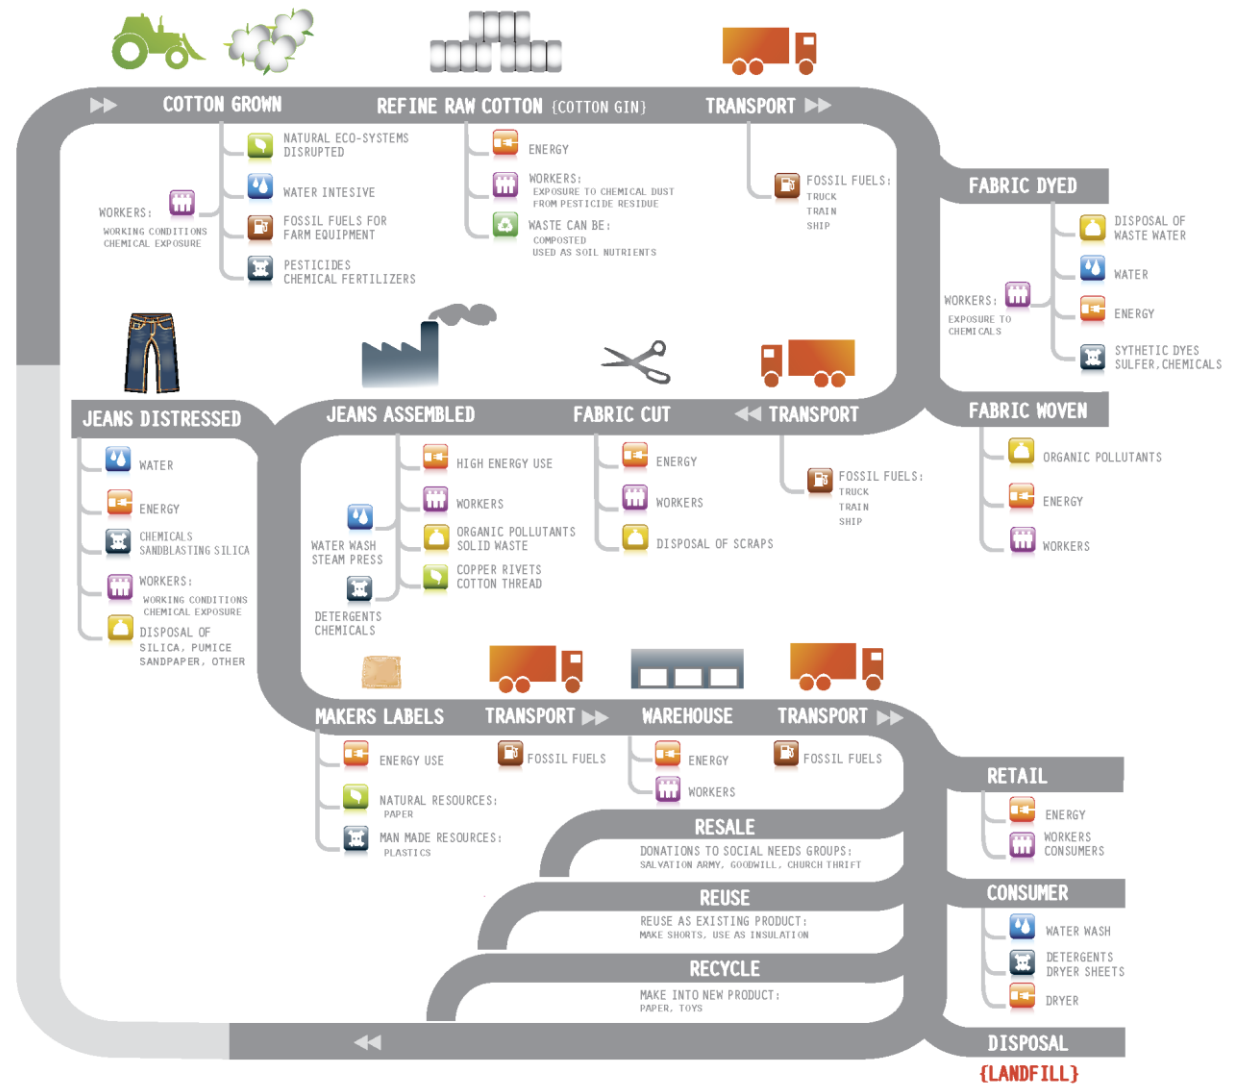 COTTON GROWN
REFINE RAW COTTON {COTTON GIN}
TRANSPORT
NATURAL ECO-SYSTEMS
DISRUPTED
WATER INTESIVE
FOSSIL FUELS FOR
FARM EQUIPMENT
PESTICIDES
CHEMICAL FERTILIZERS
WORKERS:
WORKING CONDITIONS
CHEMICAL EXPOSURE
ENERGY
WORKERS:
EXPOSURE TO CHEMICAL DUST
FROM PESTICIDE RESIDUE
WASTE CAN BE:
COMPOSTED
USED AS SOIL NUTRIENTS
FOSSIL FUELS:
TRUCK
TRAIN
SHIP
FABRIC DYED
DISPOSAL OF
WASTE WATER
WATER
ENERGY
SYTHETIC DYES
SULFER,CHEMICALS
WORKERS:
EXPOSURE TO
CHEMICALS
FABRIC WOVEN
ORGANIC POLLUTANTS
ENERGY
WORKERS
TRANSPORT
FOSSIL FUELS:
TRUCK
TRAIN
SHIP
FABRIC CUT
ENERGY
WORKERS
DISPOSAL OF SCRAPS
JEANS ASSEMBLED
HIGH ENERGY USE
WORKERS
ORGANIC POLLUTANTS
SOLID WASTE
COPPER RIVETS
COTTON THREAD
WATER WASH
STEAM PRESS
DETERGENTS
CHEMICALS
JEANS DISTRESSED
WATER
ENERGY
CHEMICALS
SANDBLASTING SILICA
WORKERS:
WORKING CONDITIONS
CHEMICAL EXPOSURE
DISPOSAL OF
SILICA, PUMICE
SANDPAPER, OTHER
MAKERS LABELS
ENERGY USE
NATURAL RESOURCES:
PAPER
MAN MADE RESOURCES:
PLASTICS
TRANSPORT
FOSSIL FUELS
WAREHOUSE
ENERGY
WORKERS
TRANSPORT
FOSSIL FUELS
RETAIL
ENERGY
WORKERS
CONSUMERS
RESALE
DONATIONS TO SOCIAL NEEDS GROUPS:
SALVATION ARMY, GOODWILL, CHURCH THRIFT
CONSUMER
WATER WASH
DETERGENTS
DRYER SHEETS
DRYER
REUSE
REUSE AS EXISTING PRODUCT:
MAKE SHORTS, USE AS INSULATION
RECYCLE
MAKE INTO NEW PRODUCT:
PAPER, TOYS
DISPOSAL
{LANDFILL}